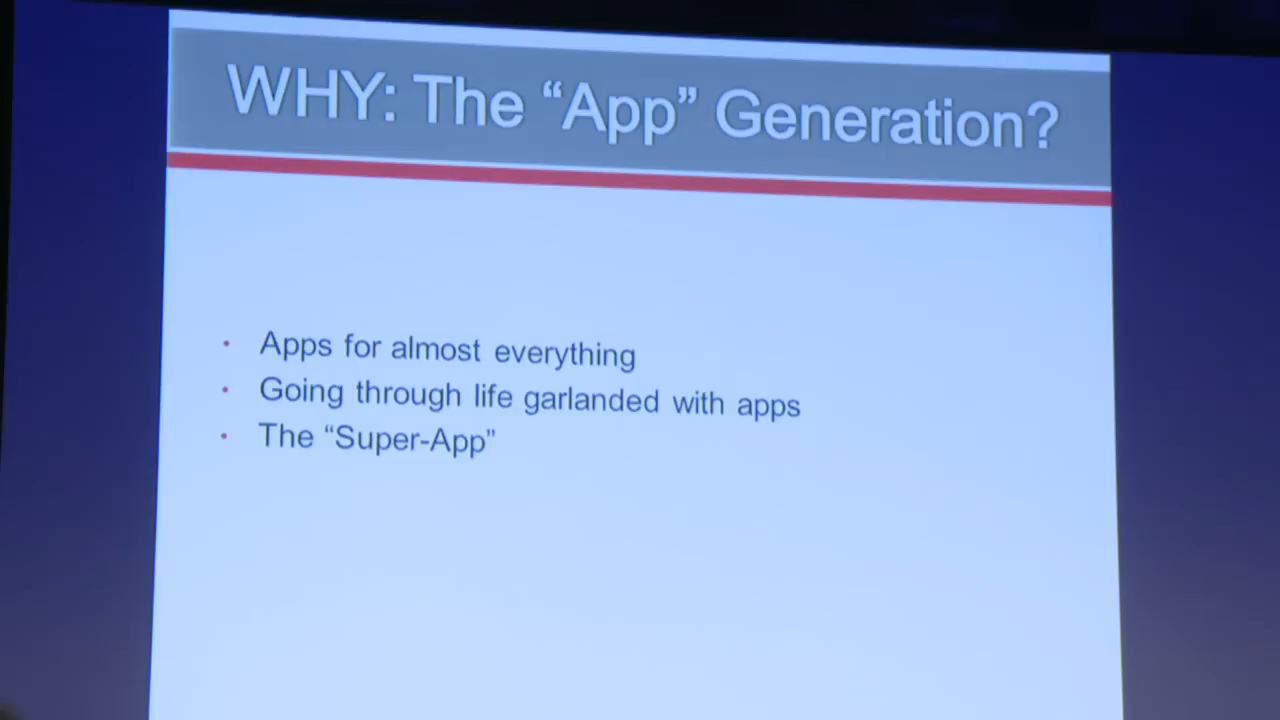 WHY: The “App” Generation?
• Apps for almost everything
• Going through life garlanded with apps
• The “Super-App”